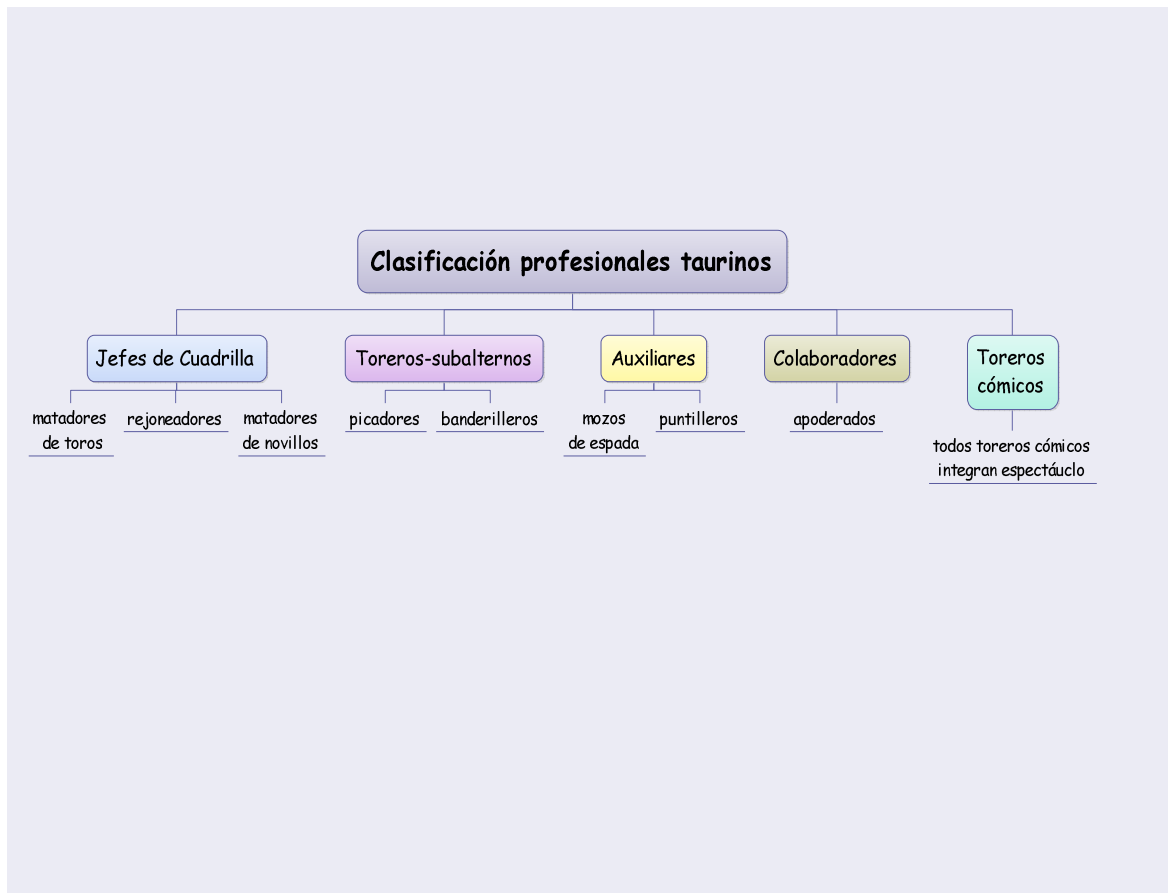 Clasificación profesionales taurinos
Jefes de Cuadrilla
matadores
de toros
rejoneadores
matadores
de novillos
Toreros-subalternos
picadores
banderilleros
Auxiliares
mozos
de espada
puntilleros
Colaboradores
apoderados
Toreros
cómicos
todos toreros cómicos
integran espectáuclo